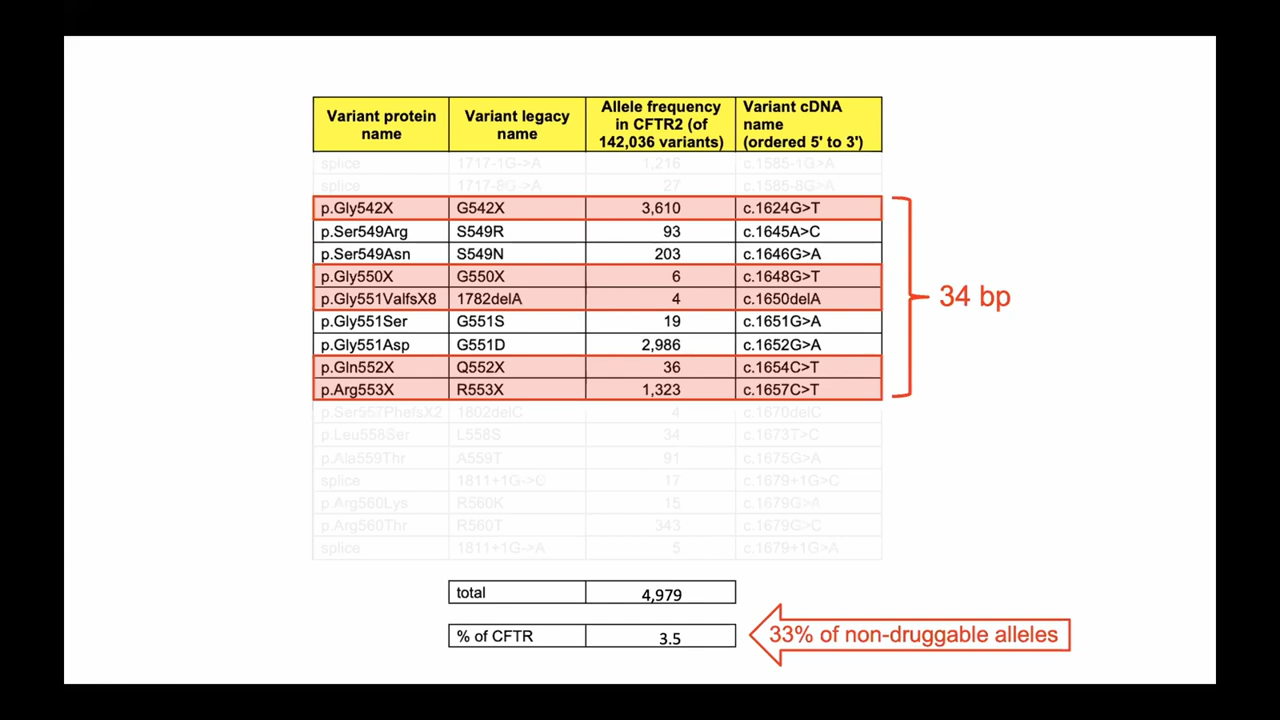 Variant protein name Variant legacy name Allele frequency in CFTR2 (of 142,036 variants) Variant cDNA name (ordered 5' to 3')
splice 1717-1G->A 1,216 c.1585-1G>A
splice 1717-8G->A 27 c.1585-8G>A
p.Gly542X G542X 3,610 c.1624G>T
p.Ser549Arg S549R 93 c.1645A>C
p.Ser549Asn S549N 203 c.1646G>A
p.Gly550X G550X 6 c.1648G>T
p.Gly551ValfsX8 1782delA 4 c.1650delA
p.Gly551Ser G551S 19 c.1651G>A
p.Gly551Asp G551D 2,986 c.1652G>A
p.Gln552X Q552X 36 c.1654C>T
p.Arg553X R553X 1,323 c.1657C>T
34 bp
p.Ser557PhefsX2 1802delC 4 c.1670delC
p.Leu558Ser L558S 34 c.1673T>C
p.Ala559Thr A559T 91 c.1675G>A
splice 17 c.1679+1G>C
p.Arg560Lys R560K 15 c.1679G>A
p.Arg560Thr R560T 343 c.1679G>C
splice 1811+1G->A 5 c.1679+1G>A
total 4,979
% of CFTR 3.5
33% of non-druggable alleles